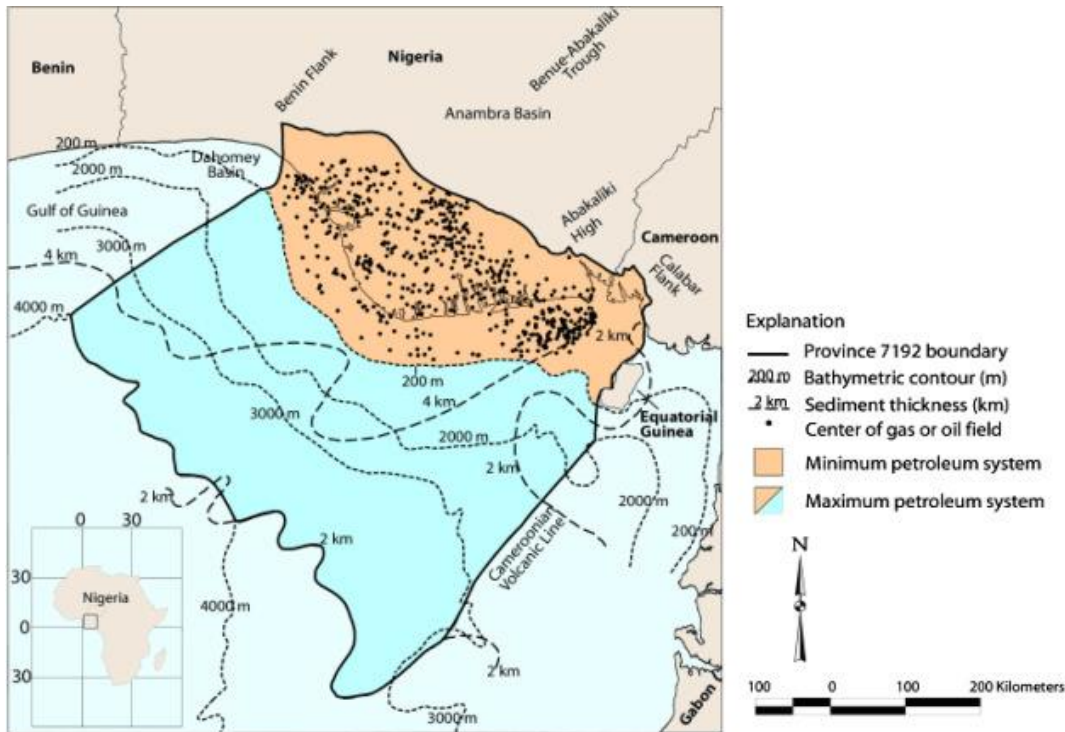 Benin
Nigeria
Benin Flank
Benue-Abakaliki
Trough
Anambra Basin
200 m
2000 m
Dahomey
Basin
Gulf of Guinea
3000 m
4 km
4000 m
Abakaliki
High
Cameroon
Calabar
Flank
2 km
200 m
4 km
3000 m
2000 m
Equatorial
Guinea
2 km
2000 m
200 m
2 km
2 km
Cameroonian
Volcanic Line
4000 m
2 km
3000 m
Gabon
0 30
30
Nigeria
0
30
Explanation
Province 7192 boundary
200 m Bathymetric contour (m)
2 km Sediment thickness (km)
Center of gas or oil field
Minimum petroleum system
Maximum petroleum system
N
100 0 100 200 Kilometers